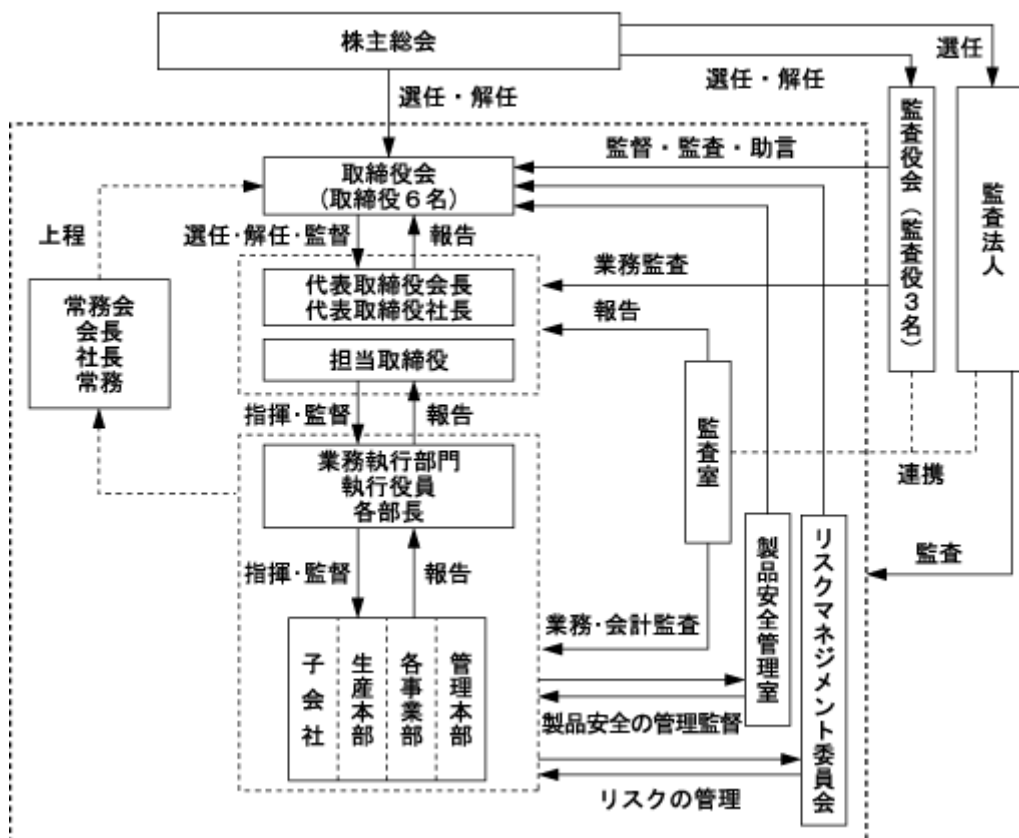 株主総会
選任
選任・解任
選任・解任
監査役会(監査役3名)
監査法人
監督・監査・助言
取締役会
(取締役6名)
上程
選任・解任・監督
報告
業務監査
代表取締役会長
代表取締役社長
報告
常務会
会長
社長
常務
担当取締役
指揮・監督
報告
監査室
連携
業務執行部門
執行役員
各部長
製品安全管理室
リスクマネジメント委員会
監査
指揮・監督
報告
業務・会計監査
子会社
生産本部
各事業部
管理本部
製品安全の管理監督
リスクの管理